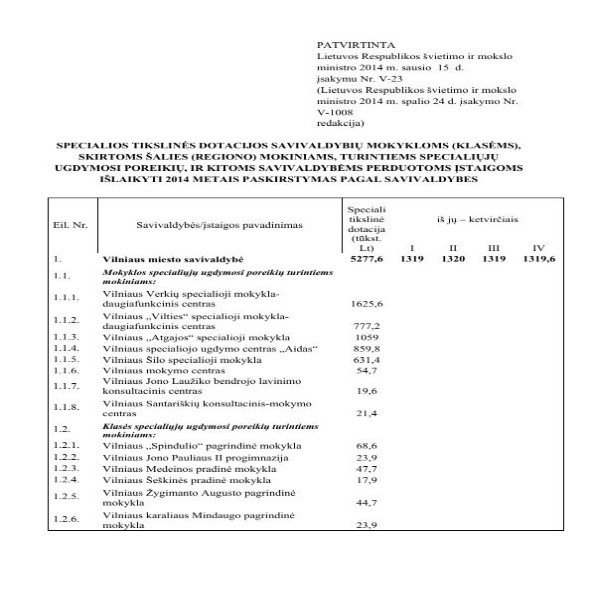 PATVIRTINTA
Lietuvos Respublikos švietimo ir mokslo
ministro 2014 m. sausio 15 d.
įsakymu Nr. V-23
(Lietuvos Respublikos švietimo ir mokslo
ministro 2014 m. spalio 24 d. įsakymo Nr.
V-1008
redakcija)
SPECIALIOS TIKSLINĖS DOTACIJOS SAVIVALDYBIŲ MOKYKLOMS (KLASĖMS),
SKIRTOMS ŠALIES (REGIONO) MOKINIAMS, TURINTIEMS SPECIALIŲJŲ
UGDYMOSI POREIKIŲ, IR KITOMS SAVIVALDYBĖMS PERDUOTOMS ĮSTAIGOMS
IŠLAIKYTI 2014 METAIS PASKIRSTYMAS PAGAL SAVIVALDYBES
Eil. Nr. Savivaldybės/įstaigos pavadinimas
Speciali
tikslinė
dotacija
(tūkst.
Lt)
iš jų – ketvirčiais
I II III IV
1. Vilniaus miesto savivaldybė 5277,6 1319 1320 1319 1319,6
1.1. Mokyklos specialiųjų ugdymosi poreikių turintiems
mokiniams:
1.1.1. Vilniaus Verkių specialioji mokykla-
daugiafunkcinis centras 1625,6
1.1.2. Vilniaus „Vilties“ specialioji mokykla-
daugiafunkcinis centras 777,2
1.1.3. Vilniaus „Atgajos“ specialioji mokykla 1059
1.1.4. Vilniaus specialiojo ugdymo centras „Aidas“ 859,8
1.1.5. Vilniaus Šilo specialioji mokykla 631,4
1.1.6. Vilniaus mokymo centras 54,7
1.1.7. Vilniaus Jono Laužiko bendrojo lavinimo
konsultacinis centras 19,6
1.1.8. Vilniaus Santariškių konsultacinis-mokymo
centras 21,4
1.2. Klasės specialiųjų ugdymosi poreikių turintiems
mokiniams:
1.2.1. Vilniaus „Spindulio“ pagrindinė mokykla 68,6
1.2.2. Vilniaus Jono Pauliaus II progimnazija 23,9
1.2.3. Vilniaus Medeinos pradinė mokykla 47,7
1.2.4. Vilniaus Šeškinės pradinė mokykla 17,9
1.2.5. Vilniaus Žygimanto Augusto pagrindinė
mokykla 44,7
1.2.6. Vilniaus karaliaus Mindaugo pagrindinė
mokykla 23,9